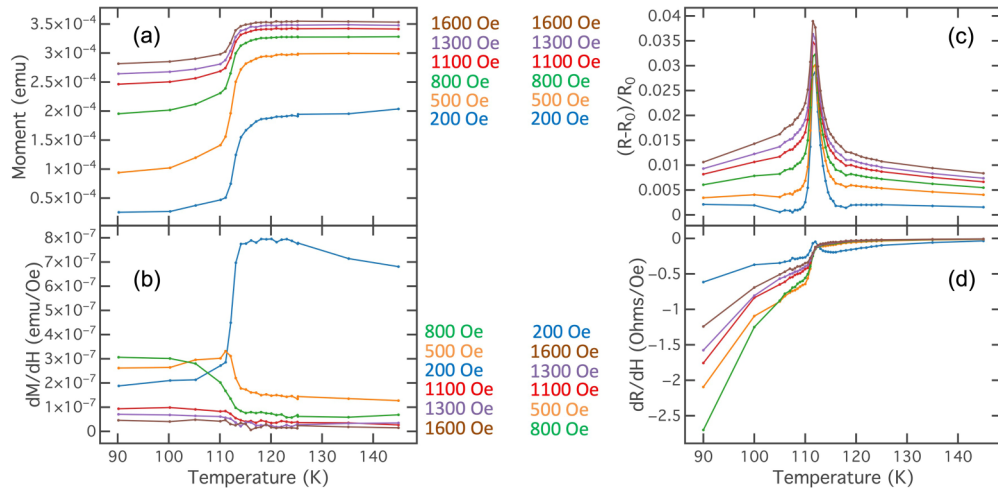 (a)
Moment (emu)
3.5×10⁻⁴
3×10⁻⁴
2.5×10⁻⁴
2×10⁻⁴
1.5×10⁻⁴
1×10⁻⁴
0.5×10⁻⁴
1600 Oe
1300 Oe
1100 Oe
800 Oe
500 Oe
200 Oe
(b)
dM/dH (emu/Oe)
8×10⁻⁷
7×10⁻⁷
6×10⁻⁷
5×10⁻⁷
4×10⁻⁷
3×10⁻⁷
2×10⁻⁷
1×10⁻⁷
0
90 100 110 120 130 140
Temperature (K)
800 Oe
500 Oe
200 Oe
1100 Oe
1300 Oe
1600 Oe
1600 Oe
1300 Oe
1100 Oe
800 Oe
500 Oe
200 Oe
(c)
(R-R₀)/R₀
0.04
0.035
0.03
0.025
0.02
0.015
0.01
0.005
0
200 Oe
1600 Oe
1300 Oe
1100 Oe
500 Oe
800 Oe
(d)
dR/dH (Ohms/Oe)
0
−0.5
−1
−1.5
−2
−2.5
90 100 110 120 130 140
Temperature (K)